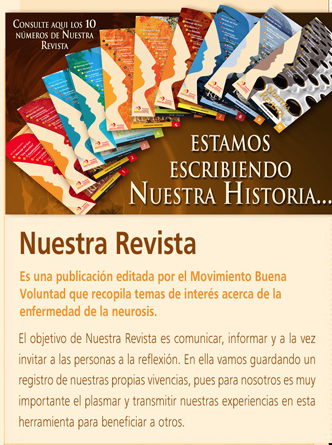 CONSULTE AQUI LOS 10
NÚMEROS DE NUESTRA
REVISTA
ESTAMOS
ESCRIBIENDO
NUESTRA HISTORIA...
Nuestra Revista
Es una publicación editada por el Movimiento Buena
Voluntad que recopila temas de interés acerca de la
enfermedad de la neurosis.
El objetivo de Nuestra Revista es comunicar, informar y a la vez
invitar a las personas a la reflexión. En ella vamos guardando un
registro de nuestras propias vivencias, pues para nosotros es muy
importante el plasmar y transmitir nuestras experiencias en esta
herramienta para beneficiar a otros.